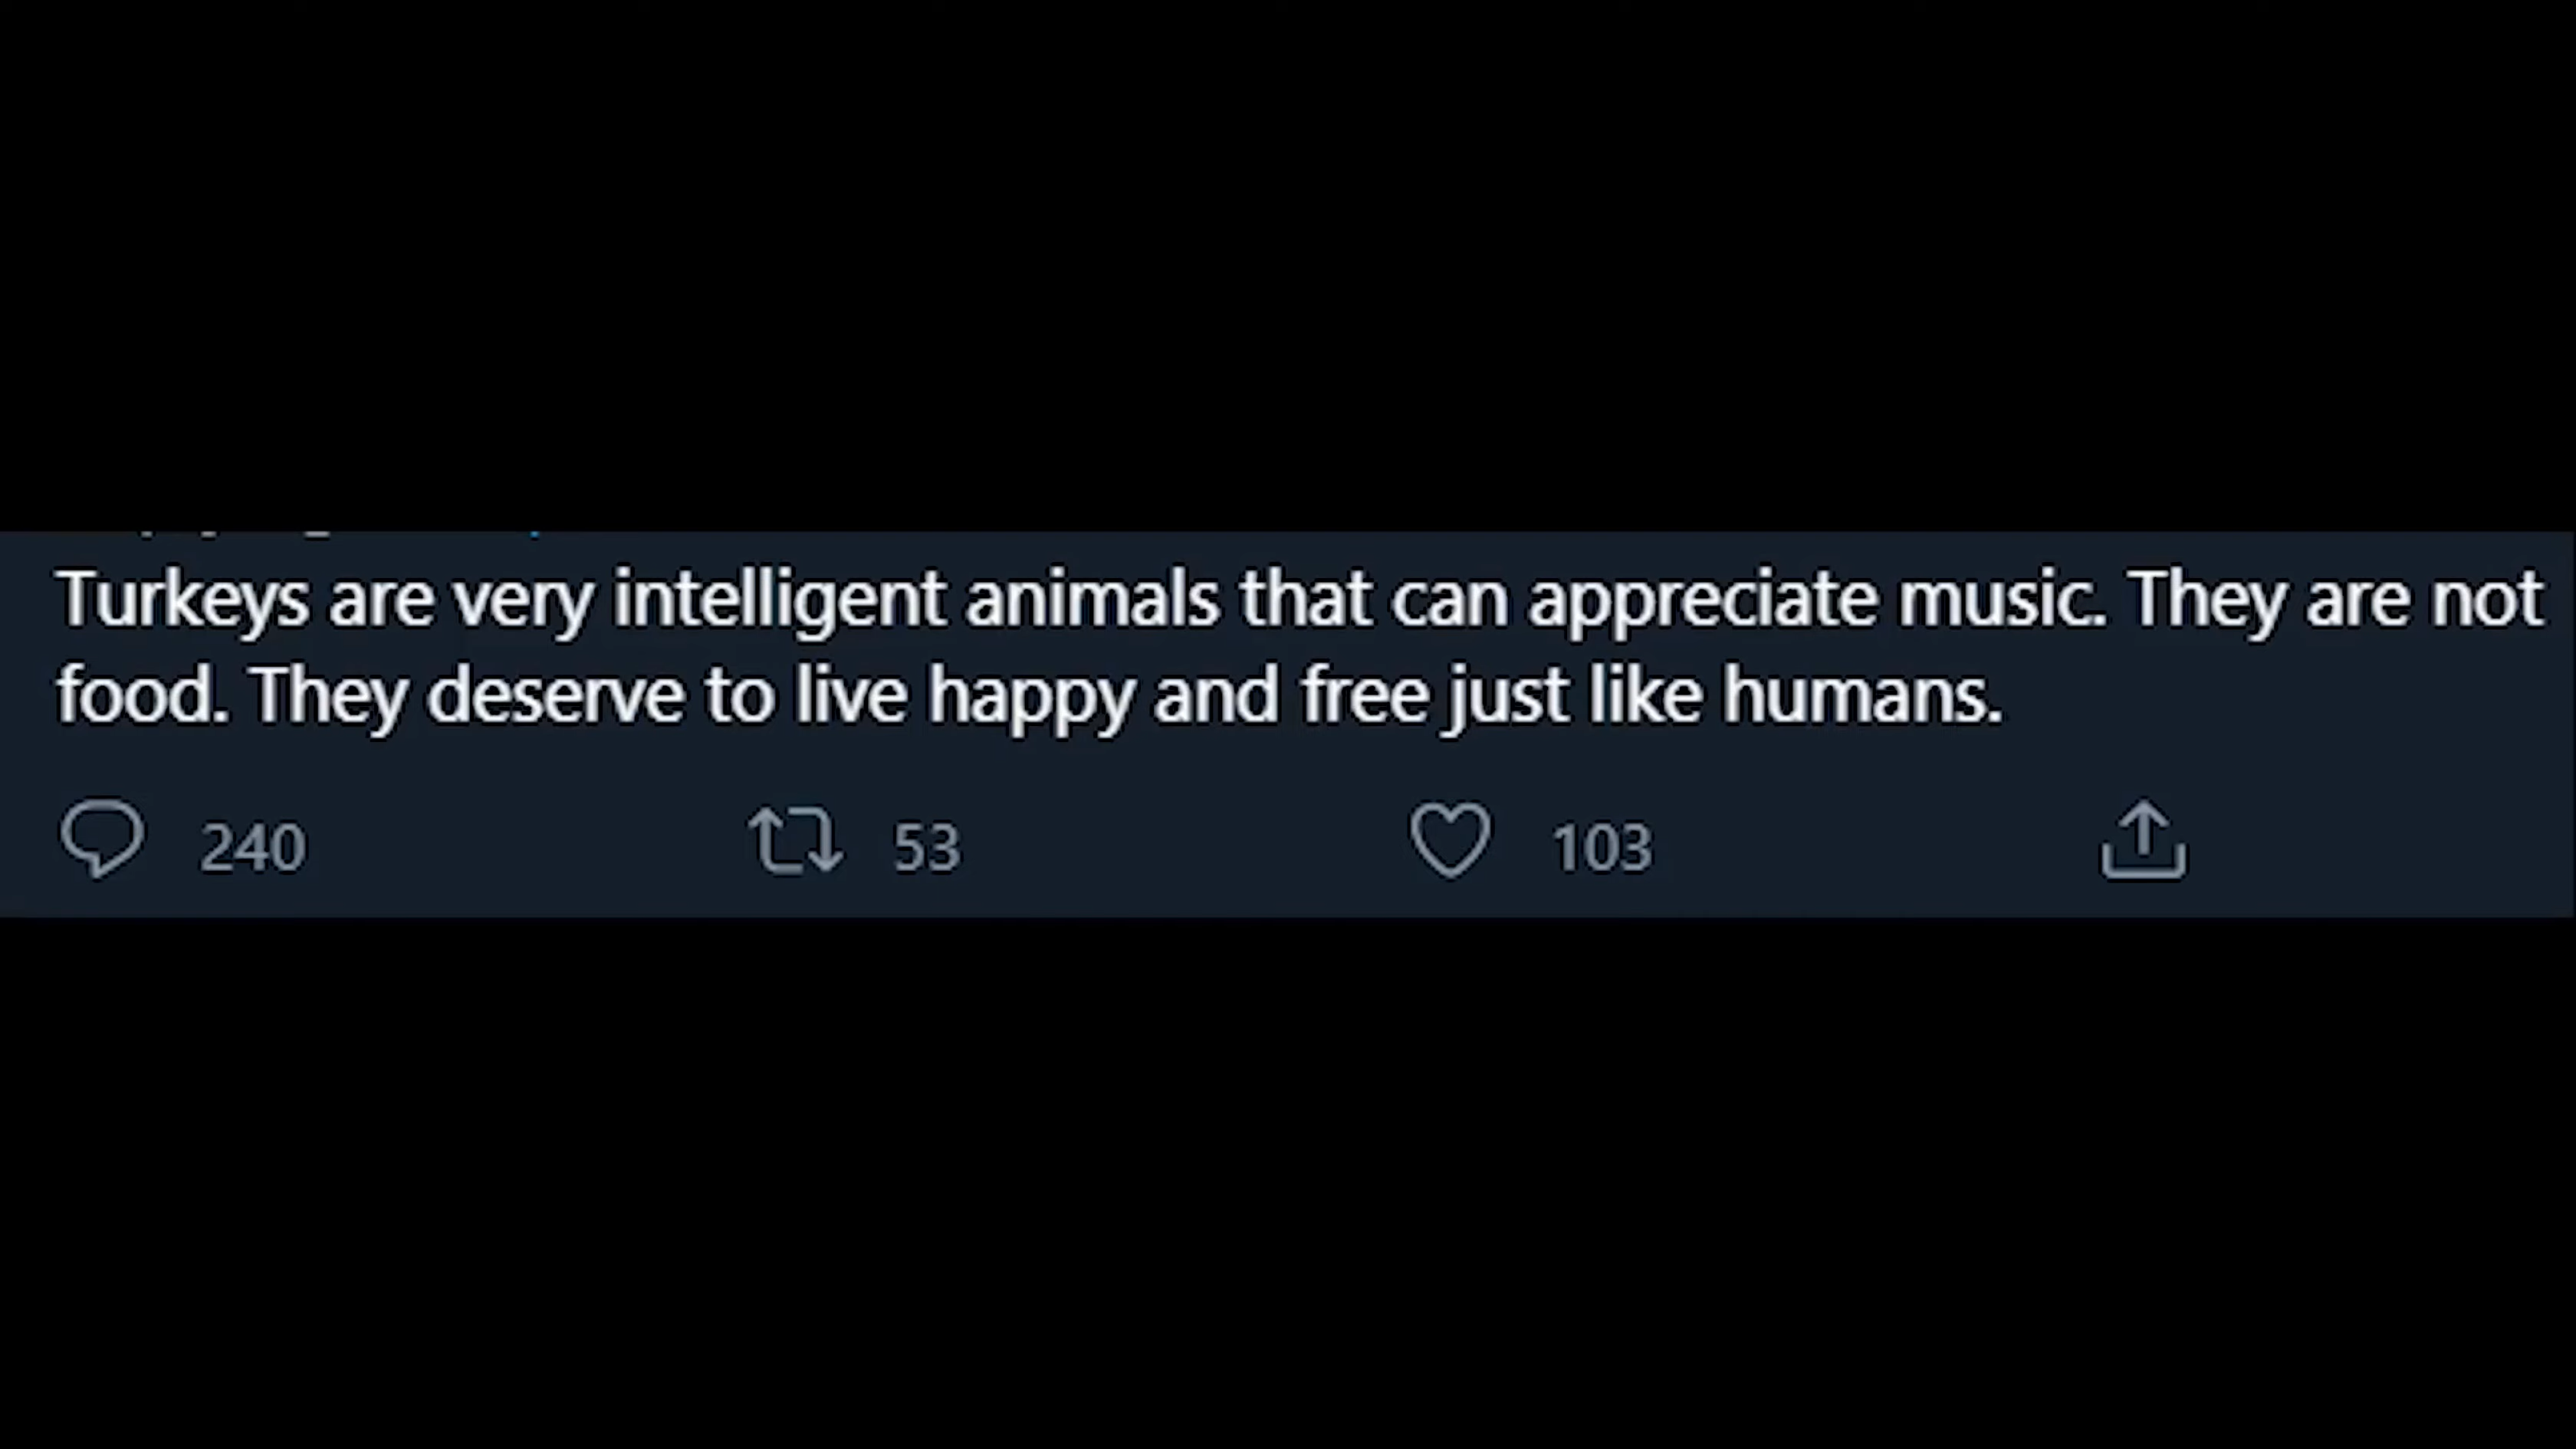 Turkeys are very intelligent animals that can appreciate music. They are not
food. They deserve to live happy and free just like humans.
240 53 103